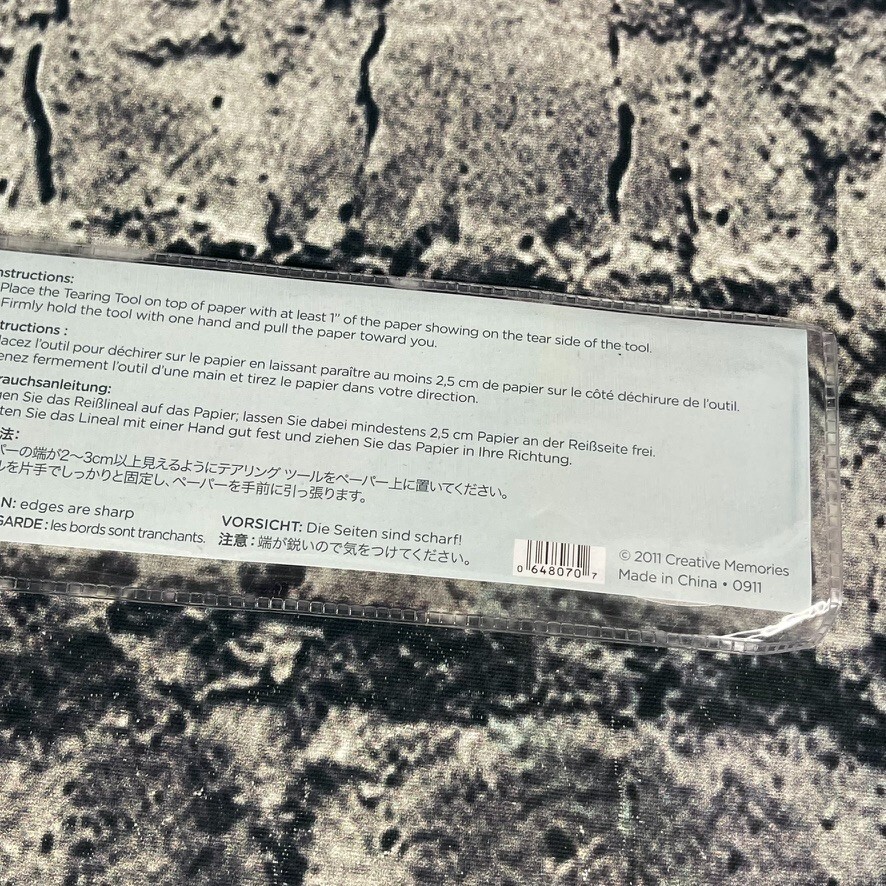 nstructions:
Place the Tearing Tool on top of paper with at least 1" of the paper showing on the tear side of the tool.
Firmly hold the tool with one hand and pull the paper toward you.
tructions :
lacez l'outil pour déchirer sur le papier en laissant paraître au moins 2,5 cm de papier sur le côté déchirure de l'outil.
enez fermement l'outil d'une main et tirez le papier dans votre direction.
rauchsanleitung:
gen Sie das Reißlineal auf das Papier; lassen Sie dabei mindestens 2,5 cm Papier an der Reißseite frei.
ten Sie das Lineal mit einer Hand gut fest und ziehen Sie das Papier in Ihre Richtung.
法:
パーの端が2〜3cm以上見えるようにテアリング ツールをペーパー上に置いてください。
ルを片手でしっかりと固定し、ペーパーを手前に引っ張ります。
N: edges are sharp
GARDE : les bords sont tranchants.
VORSICHT: Die Seiten sind scharf!
注意：端が鋭いので気をつけてください。
0 648070 7
© 2011 Creative Memories
Made in China • 0911